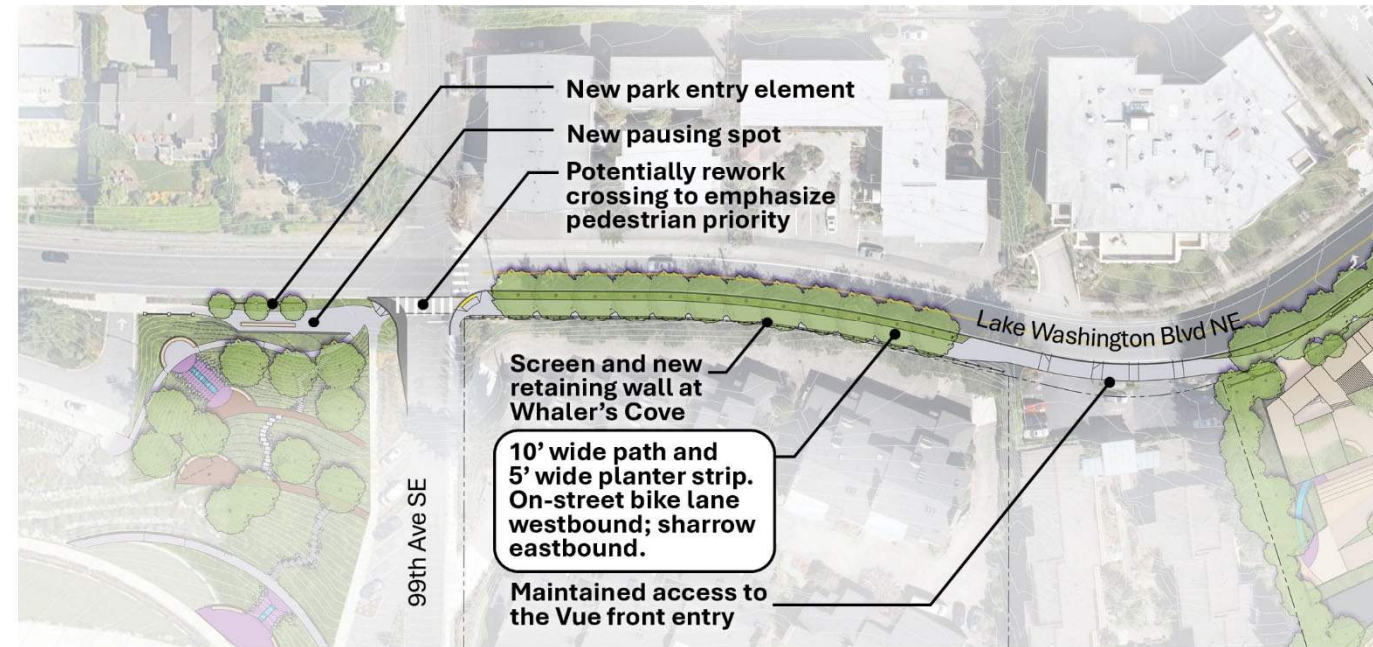 New park entry element
New pausing spot
Potentially rework
crossing to emphasize
pedestrian priority
Lake Washington Blvd NE
Screen and new
retaining wall at
Whaler’s Cove
10’ wide path and
5’ wide planter strip.
On-street bike lane
westbound; sharrow
eastbound.
99th Ave SE
Maintained access to
the Vue front entry